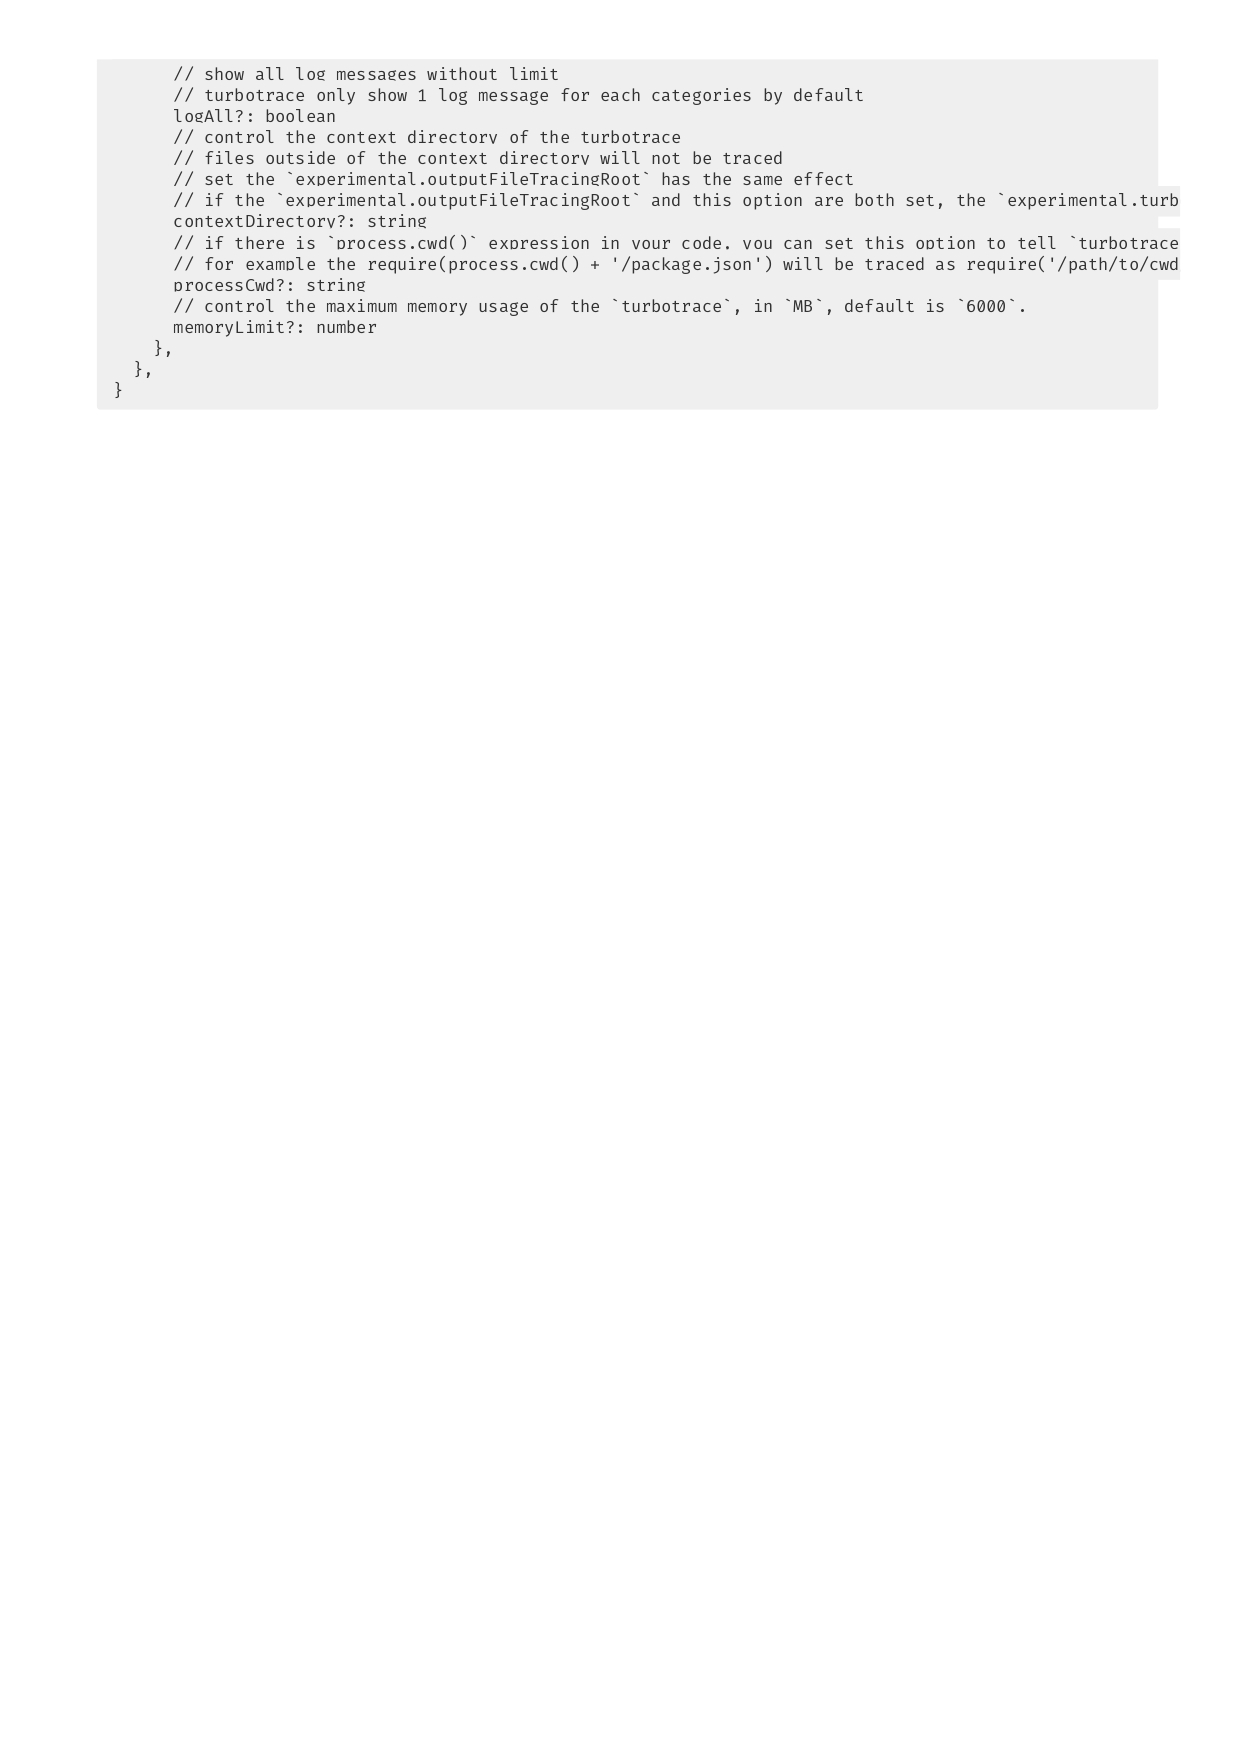 // show all log messages without limit
// turbotrace only show 1 log message for each categories by default
logAll?: boolean
// control the context directory of the turbotrace
// files outside of the context directory will not be traced
// set the `experimental.outputFileTracingRoot` has the same effect
// if the `experimental.outputFileTracingRoot` and this option are both set, the `experimental.turb
contextDirectory?: string
// if there is `process.cwd()` expression in your code, you can set this option to tell `turbotrace
// for example the require(process.cwd() + '/package.json') will be traced as require('/path/to/cwd
processCwd?: string
// control the maximum memory usage of the `turbotrace`, in `MB`, default is `6000`.
memoryLimit?: number
},
},
}